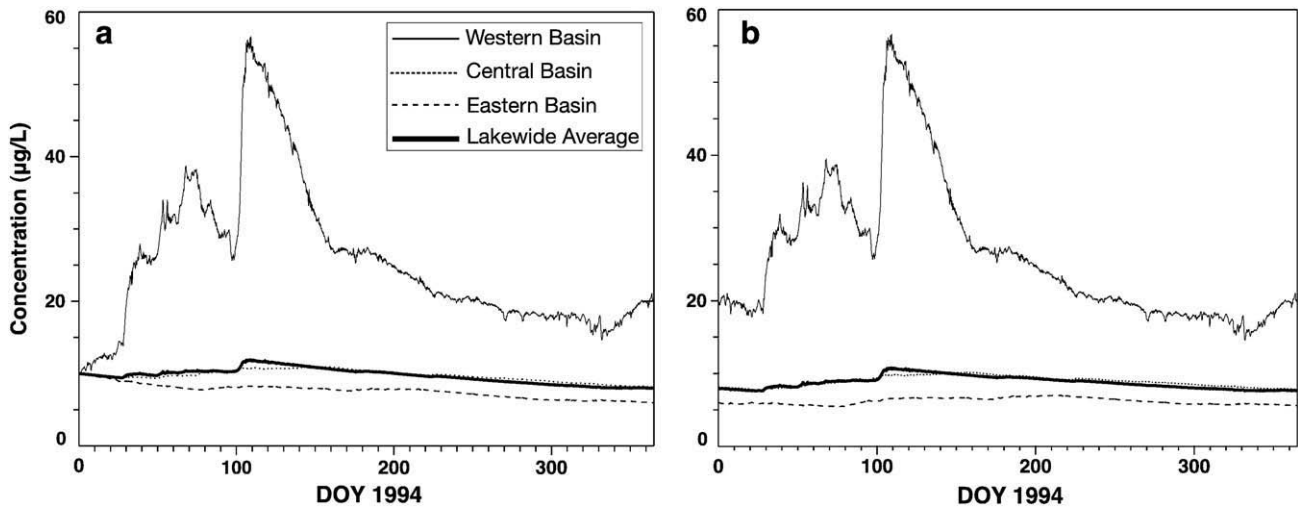 a
Western Basin
Central Basin
Eastern Basin
Lakewide Average
Concentration (µg/L)
60
40
20
0
0
100
200
300
DOY 1994
b
60
40
20
0
0
100
200
300
DOY 1994